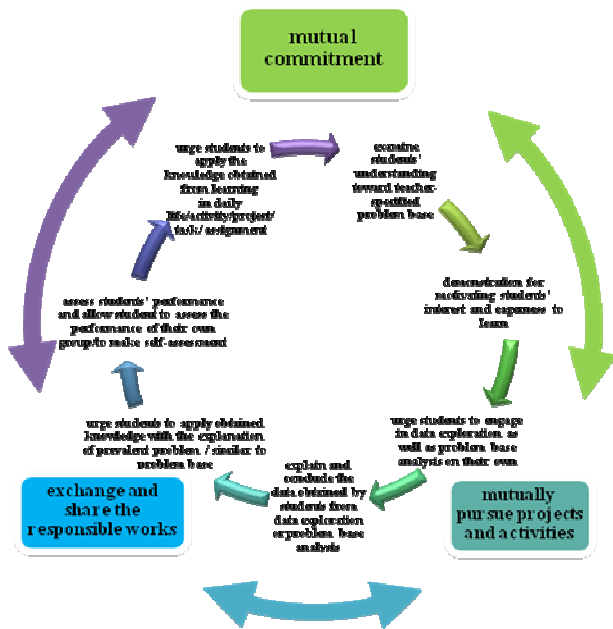 mutual
commitment
urge students to
apply the
knowledge obtained
from learning
in daily
life/activity/project/
task/ assignment
examine
students'
understanding
toward teacher-
specified
problem base
demonstration for
motivating students'
interest and eagerness to
learn
urge students to engage
in data exploration as
well as problem base
analysis on their own
explain and
conclude the
data obtained by
students from
data exploration
or problem base
analysis
urge students to apply obtained
knowledge with the explanation
of prevalent problem / similar to
problem base
assess students' performance
and allow student to assess the
performance of their own
group/to make self-assessment
exchange and
share the
responsible works
mutually
pursue projects
and activities